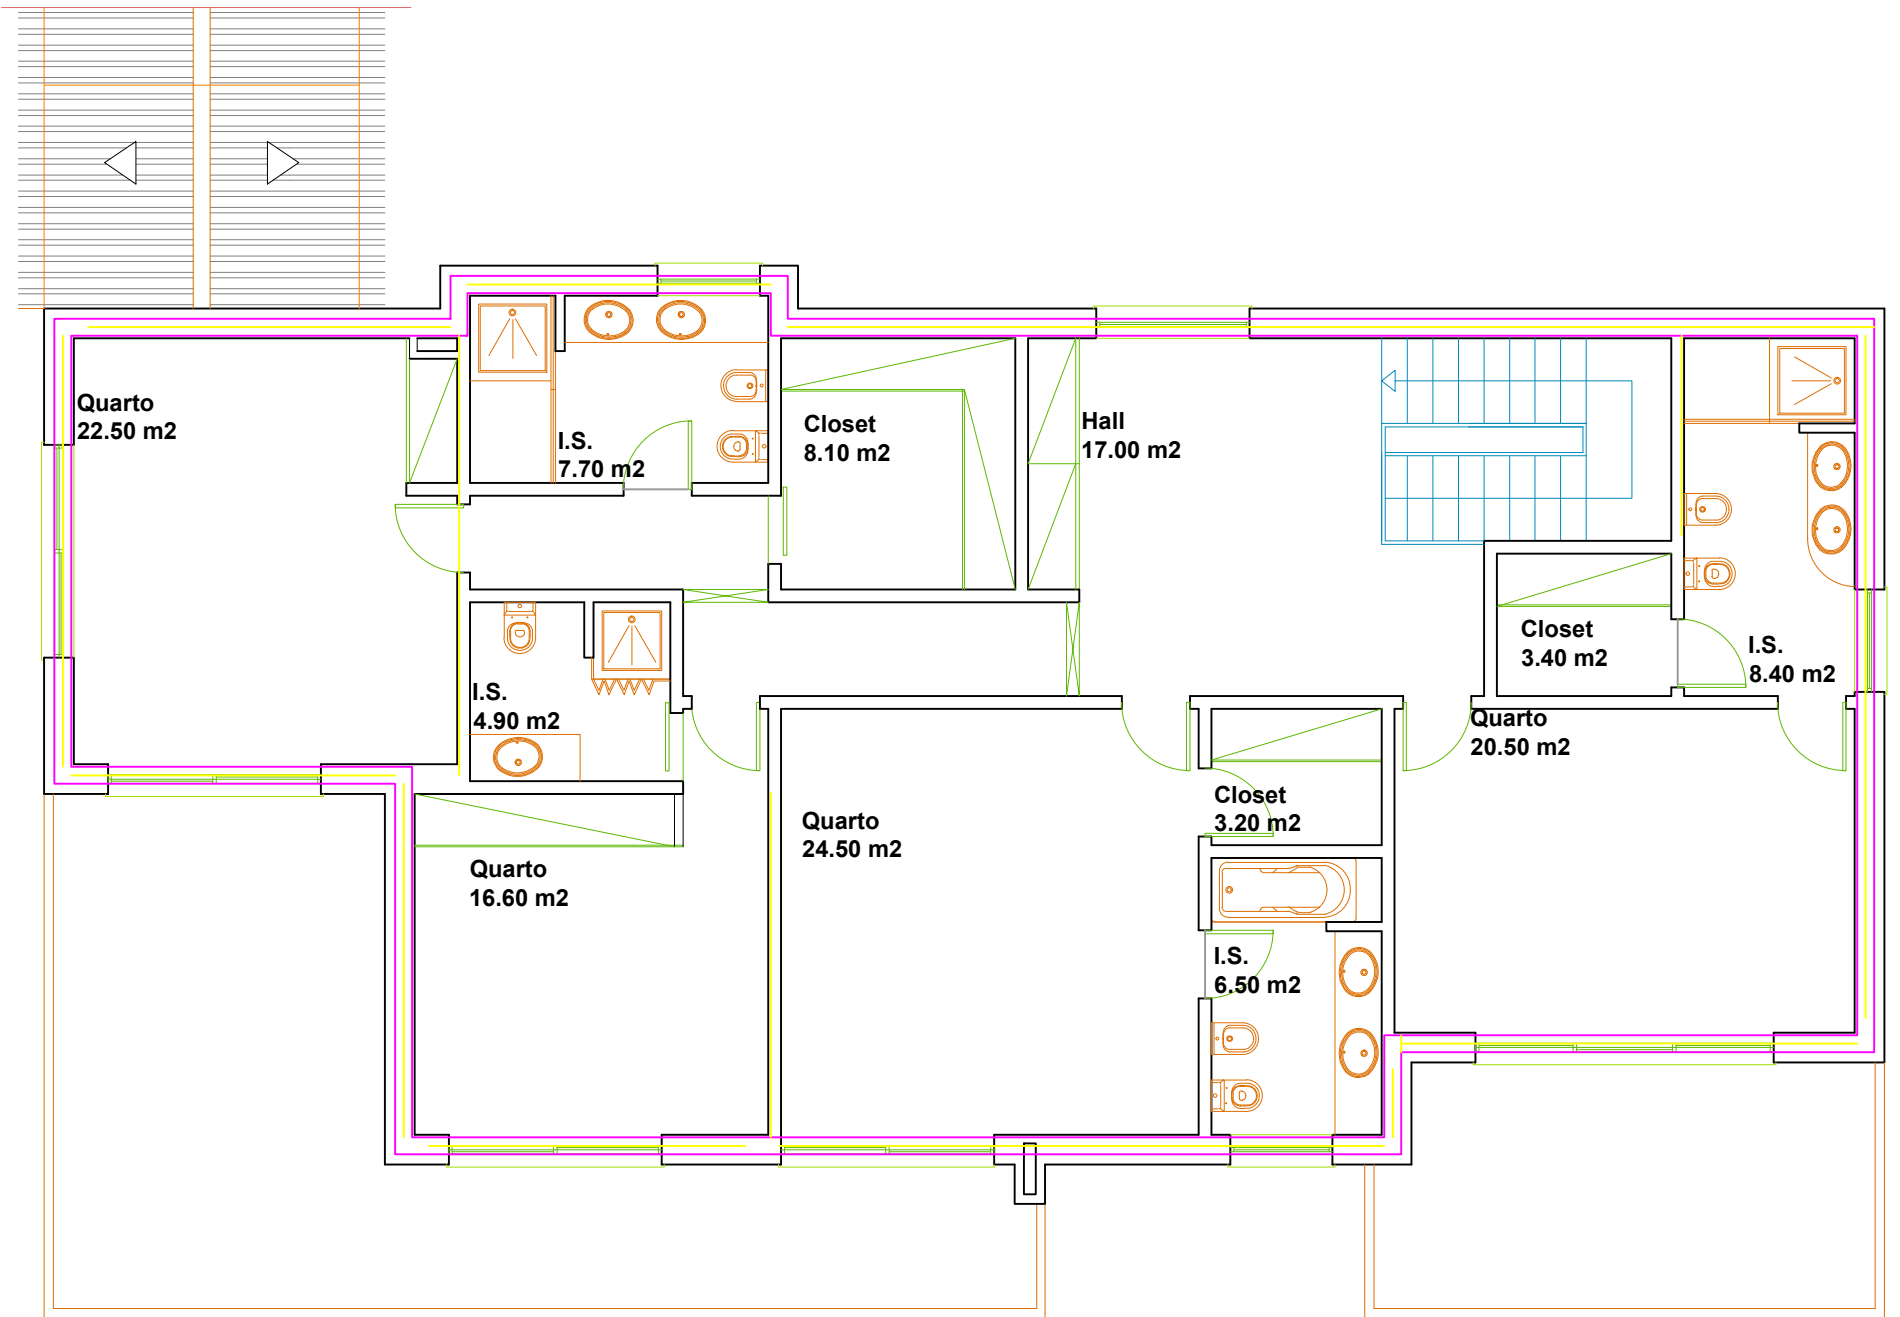 Quarto
22.50 m2
I.S.
7.70 m2
Closet
8.10 m2
Hall
17.00 m2
Closet
3.40 m2
I.S.
8.40 m2
I.S.
4.90 m2
Quarto
20.50 m2
Quarto
16.60 m2
Quarto
24.50 m2
Closet
3.20 m2
I.S.
6.50 m2